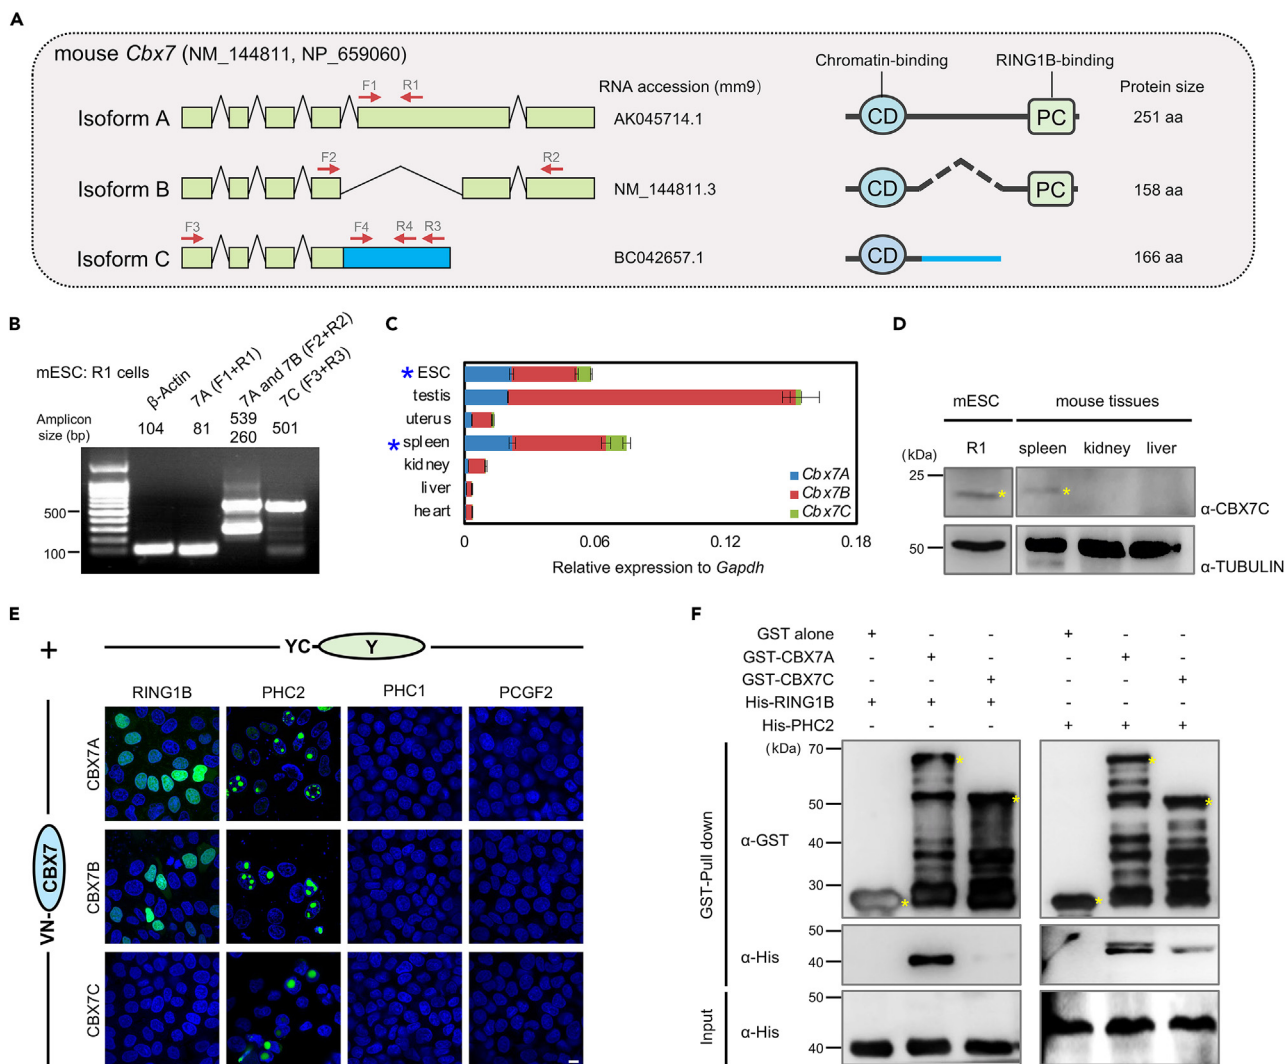 A
mouse Cbx7 (NM_144811, NP_659060)
F1 R1
RNA accession (mm9)
Chromatin-binding
RING1B-binding
Protein size
Isoform A
AK045714.1
CD
PC
251 aa
F2
R2
Isoform B
NM_144811.3
CD
PC
158 aa
F3
F4 R4 R3
Isoform C
BC042657.1
CD
166 aa
B
mESC: R1 cells
β-Actin
7A (F1+R1)
7A and 7B (F2+R2)
7C (F3+R3)
Amplicon
size (bp)
104
81
539
260
501
500
100
C
* ESC
testis
uterus
* spleen
kidney
liver
heart
Cbx7A
Cbx7B
Cbx7C
0 0.06 0.12 0.18
Relative expression to Gapdh
D
mESC
mouse tissues
(kDa)
R1
spleen kidney liver
25
*
*
α-CBX7C
50
α-TUBULIN
E
+
YC
Y
RING1B PHC2 PHC1 PCGF2
CBX7A
CBX7B
CBX7C
VN-
CBX7
F
GST alone + - - + - -
GST-CBX7A - + - - + -
GST-CBX7C - - + - - +
His-RING1B + + + - - -
His-PHC2 - - - + + +
(kDa)
70
50
40
30
α-GST
* * * * * *
GST-Pull down
50
40
α-His
50
40
α-His
Input